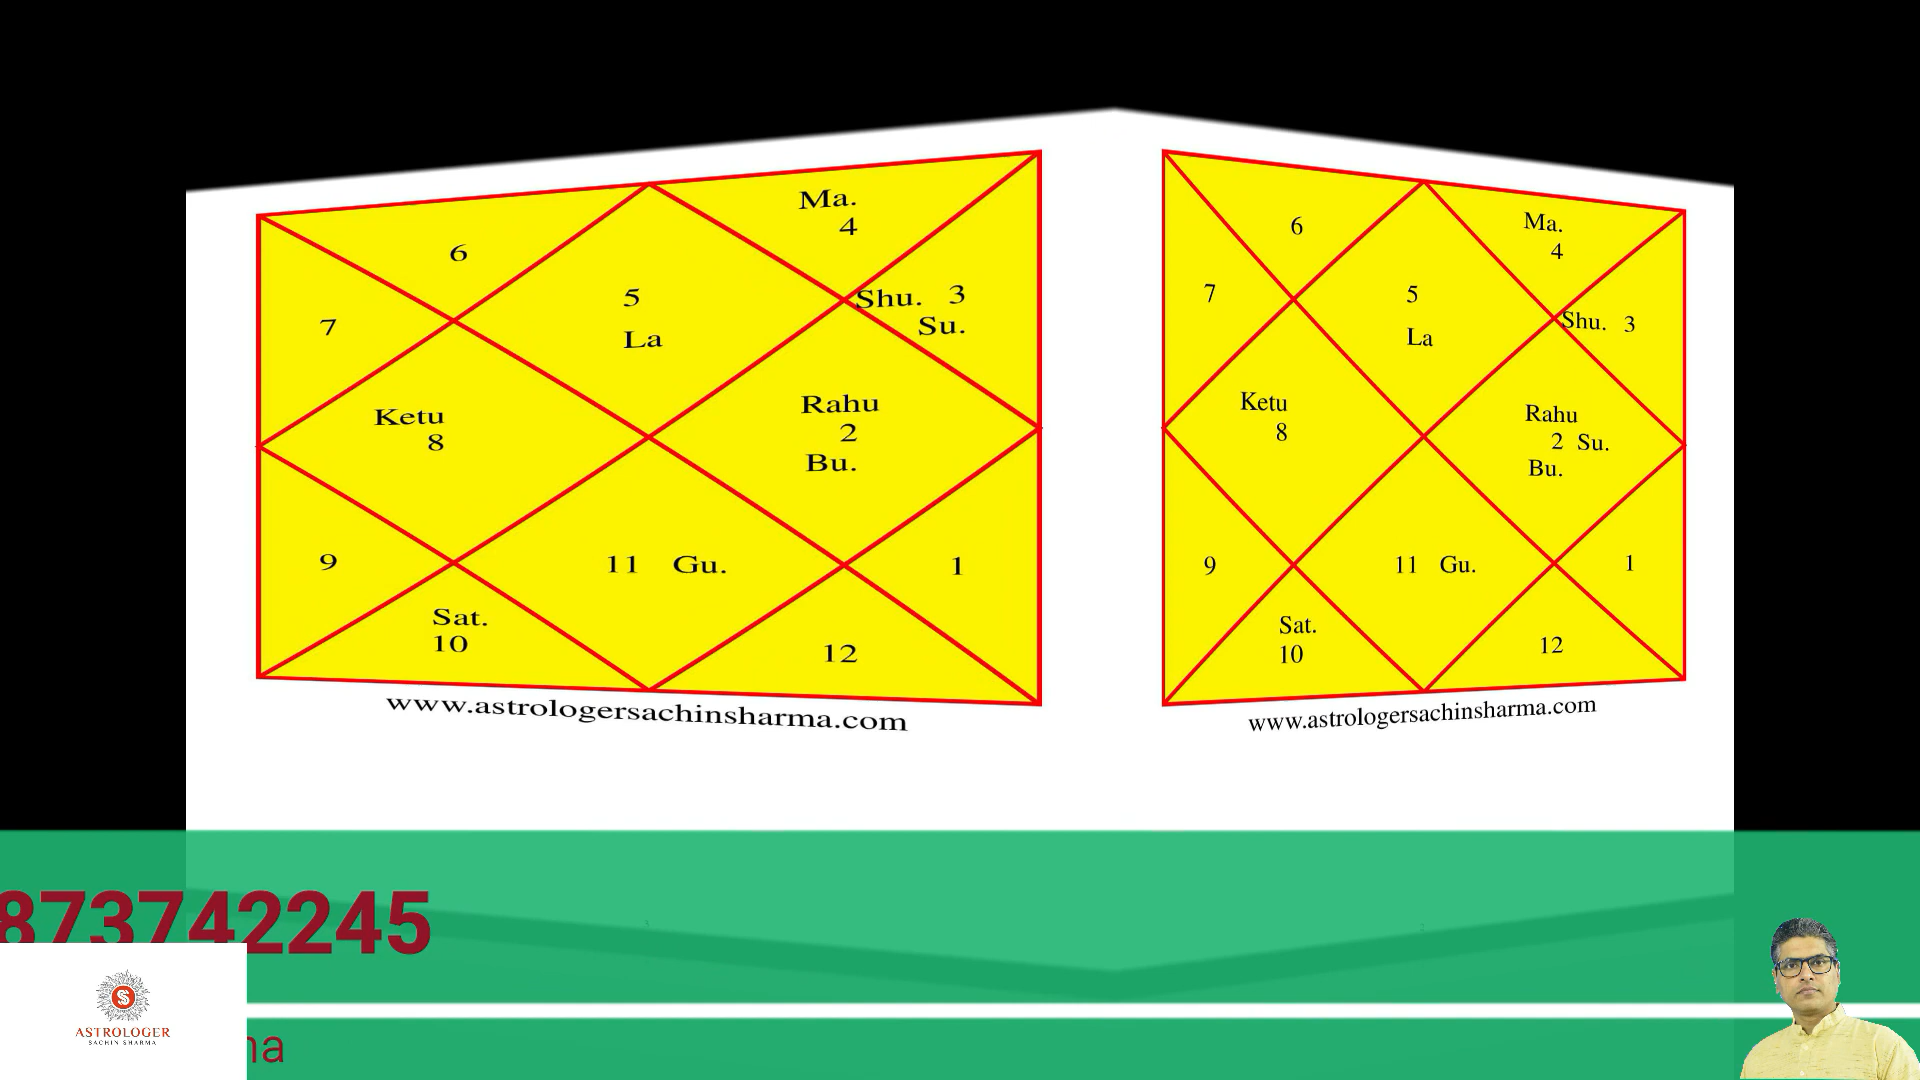 Ma.
4
6
5
Shu. 3
Su.
7
La
Rahu
2
Bu.
Ketu
8
9
11 Gu.
1
Sat.
10
12
www.astrologersachinsharma.com
Ma.
4
6
7
5
Shu. 3
La
Ketu
8
Rahu
2 Su.
Bu.
9
11 Gu.
1
Sat.
10
12
www.astrologersachinsharma.com
873742245
S
ASTROLOGER
SACHIN SHARMA